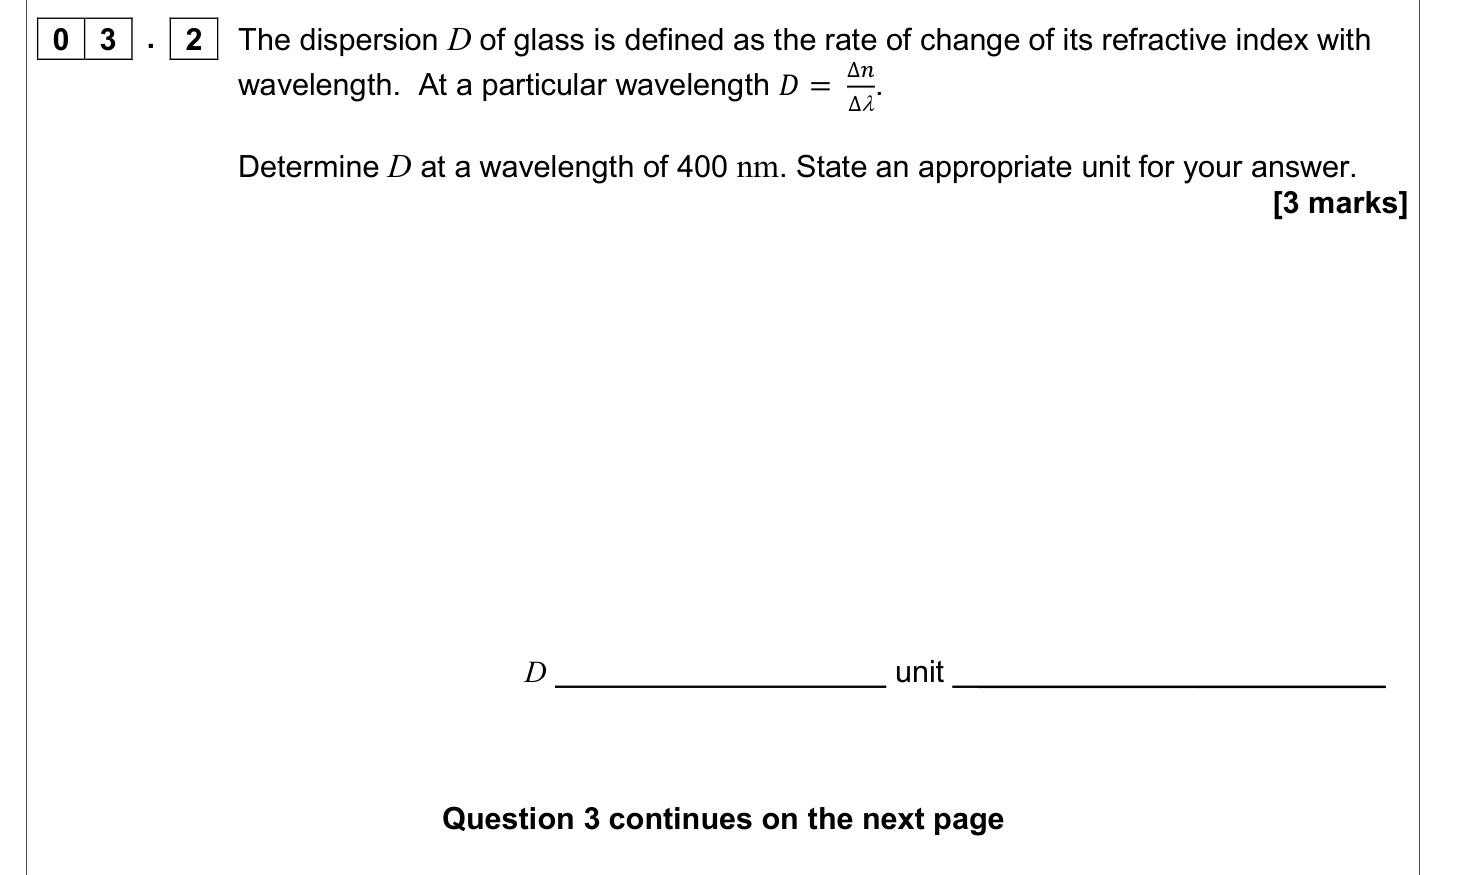 0 3 . 2 The dispersion D of glass is defined as the rate of change of its refractive index with
wavelength. At a particular wavelength D = Δn/Δλ.
Determine D at a wavelength of 400 nm. State an appropriate unit for your answer.
[3 marks]
D ____________________ unit ____________________
Question 3 continues on the next page